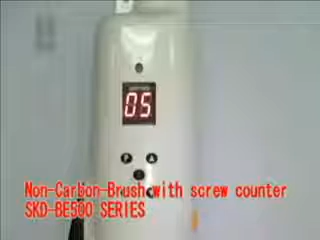 05
P
Non-Carbon-Brush with screw counter
SKD-BE500 SERIES